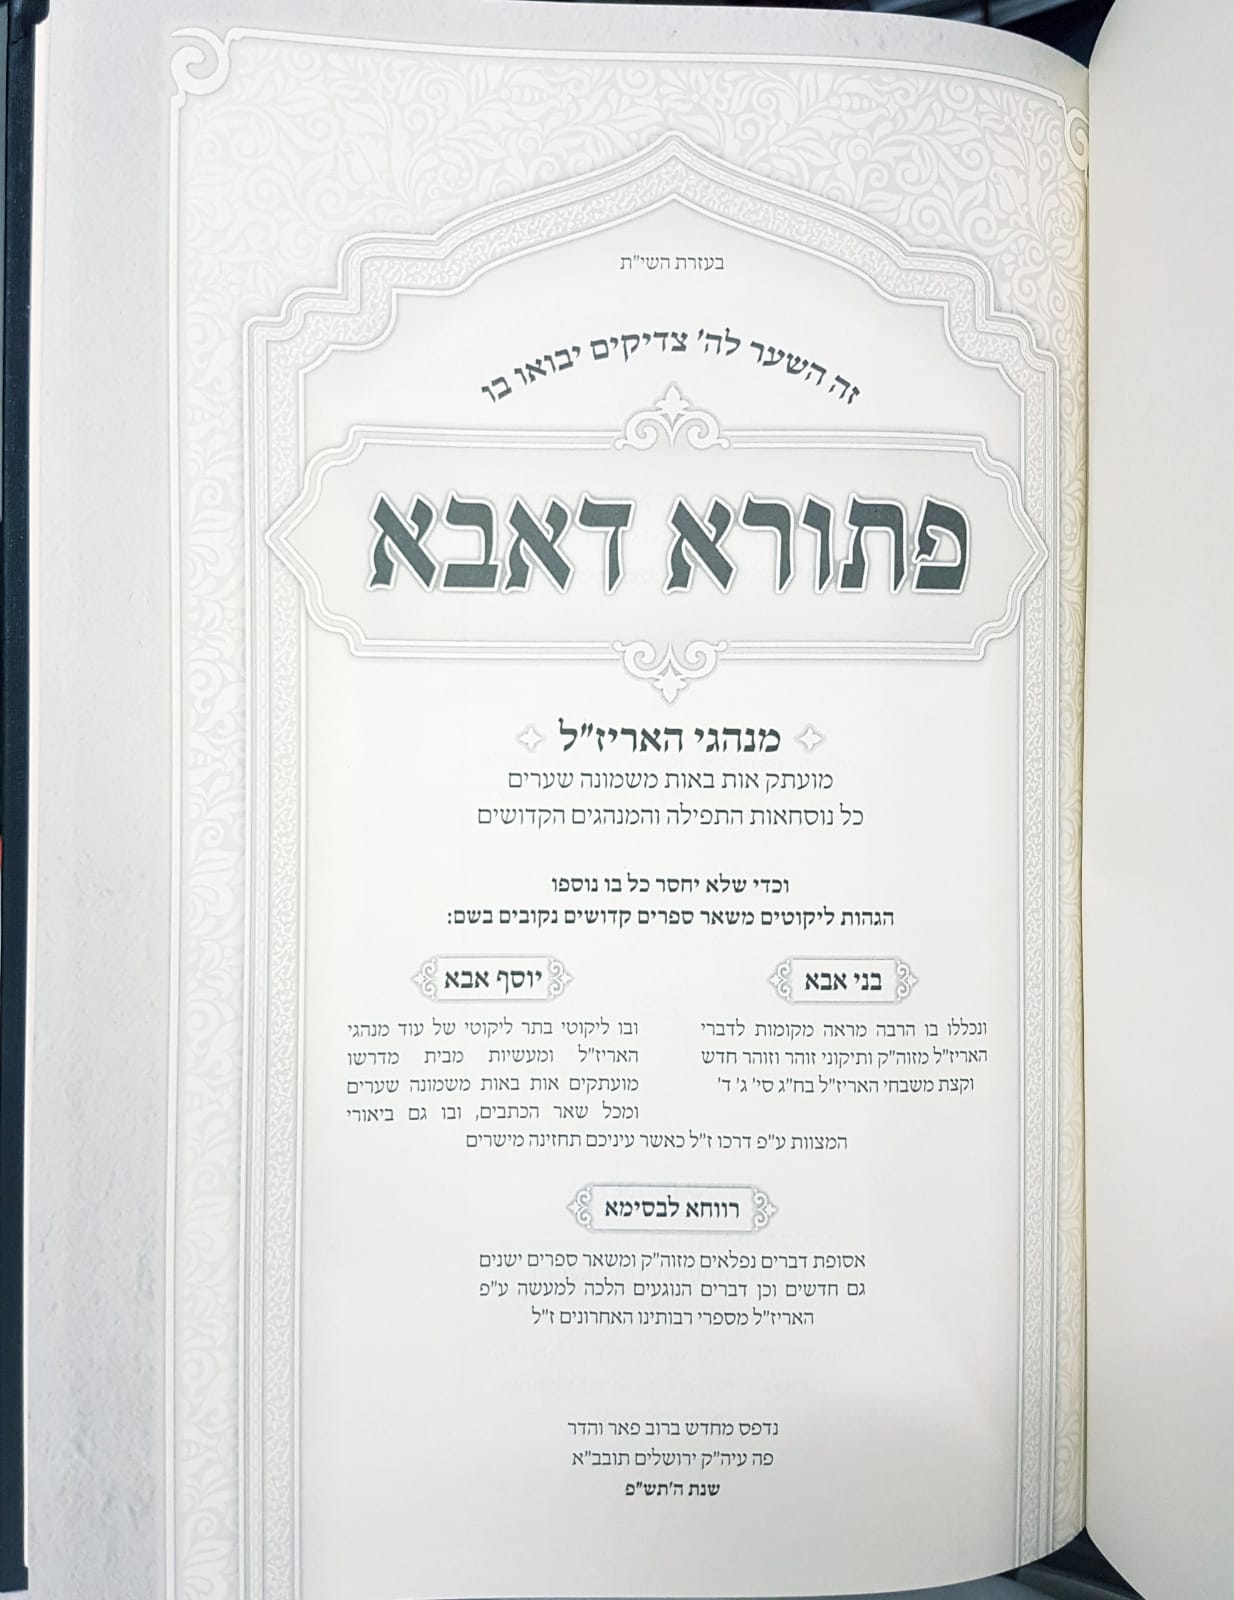 בעזרת השי"ת
זה השער לה' צדיקים יבואו בו
פתורא דאבא
מנהגי האריז"ל
מועתק אות באות משמונה שערים
כל נוסחאות התפילה והמנהגים הקדושים
וכדי שלא יחסר כל בו נוספו
הגהות ליקוטים משאר ספרים קדושים נקובים בשם:
בני אבא
ונכללו בו הרבה מראה מקומות לדברי
האריז"ל מזוה"ק ותיקוני זוהר וזוהר חדש
וקצת משבחי האריז"ל בח"ג סי' ג' ד'
יוסף אבא
ובו ליקוטי בתר ליקוטי של עוד מנהגי
האריז"ל ומעשיות מבית מדרשו
מועתקים אות באות משמונה שערים
ומכל שאר הכתבים, ובו גם ביאורי
המצוות ע"פ דרכו ז"ל כאשר עיניכם תחזינה מישרים
רווחא לבסימא
אסופת דברים נפלאים מזוה"ק ומשאר ספרים ישנים
גם חדשים וכן דברים הנוגעים הלכה למעשה ע"פ
האריז"ל מספרי רבותינו האחרונים ז"ל
נדפס מחדש ברוב פאר והדר
פה עיה"ק ירושלים תובב"א
שנת ה'תש"פ